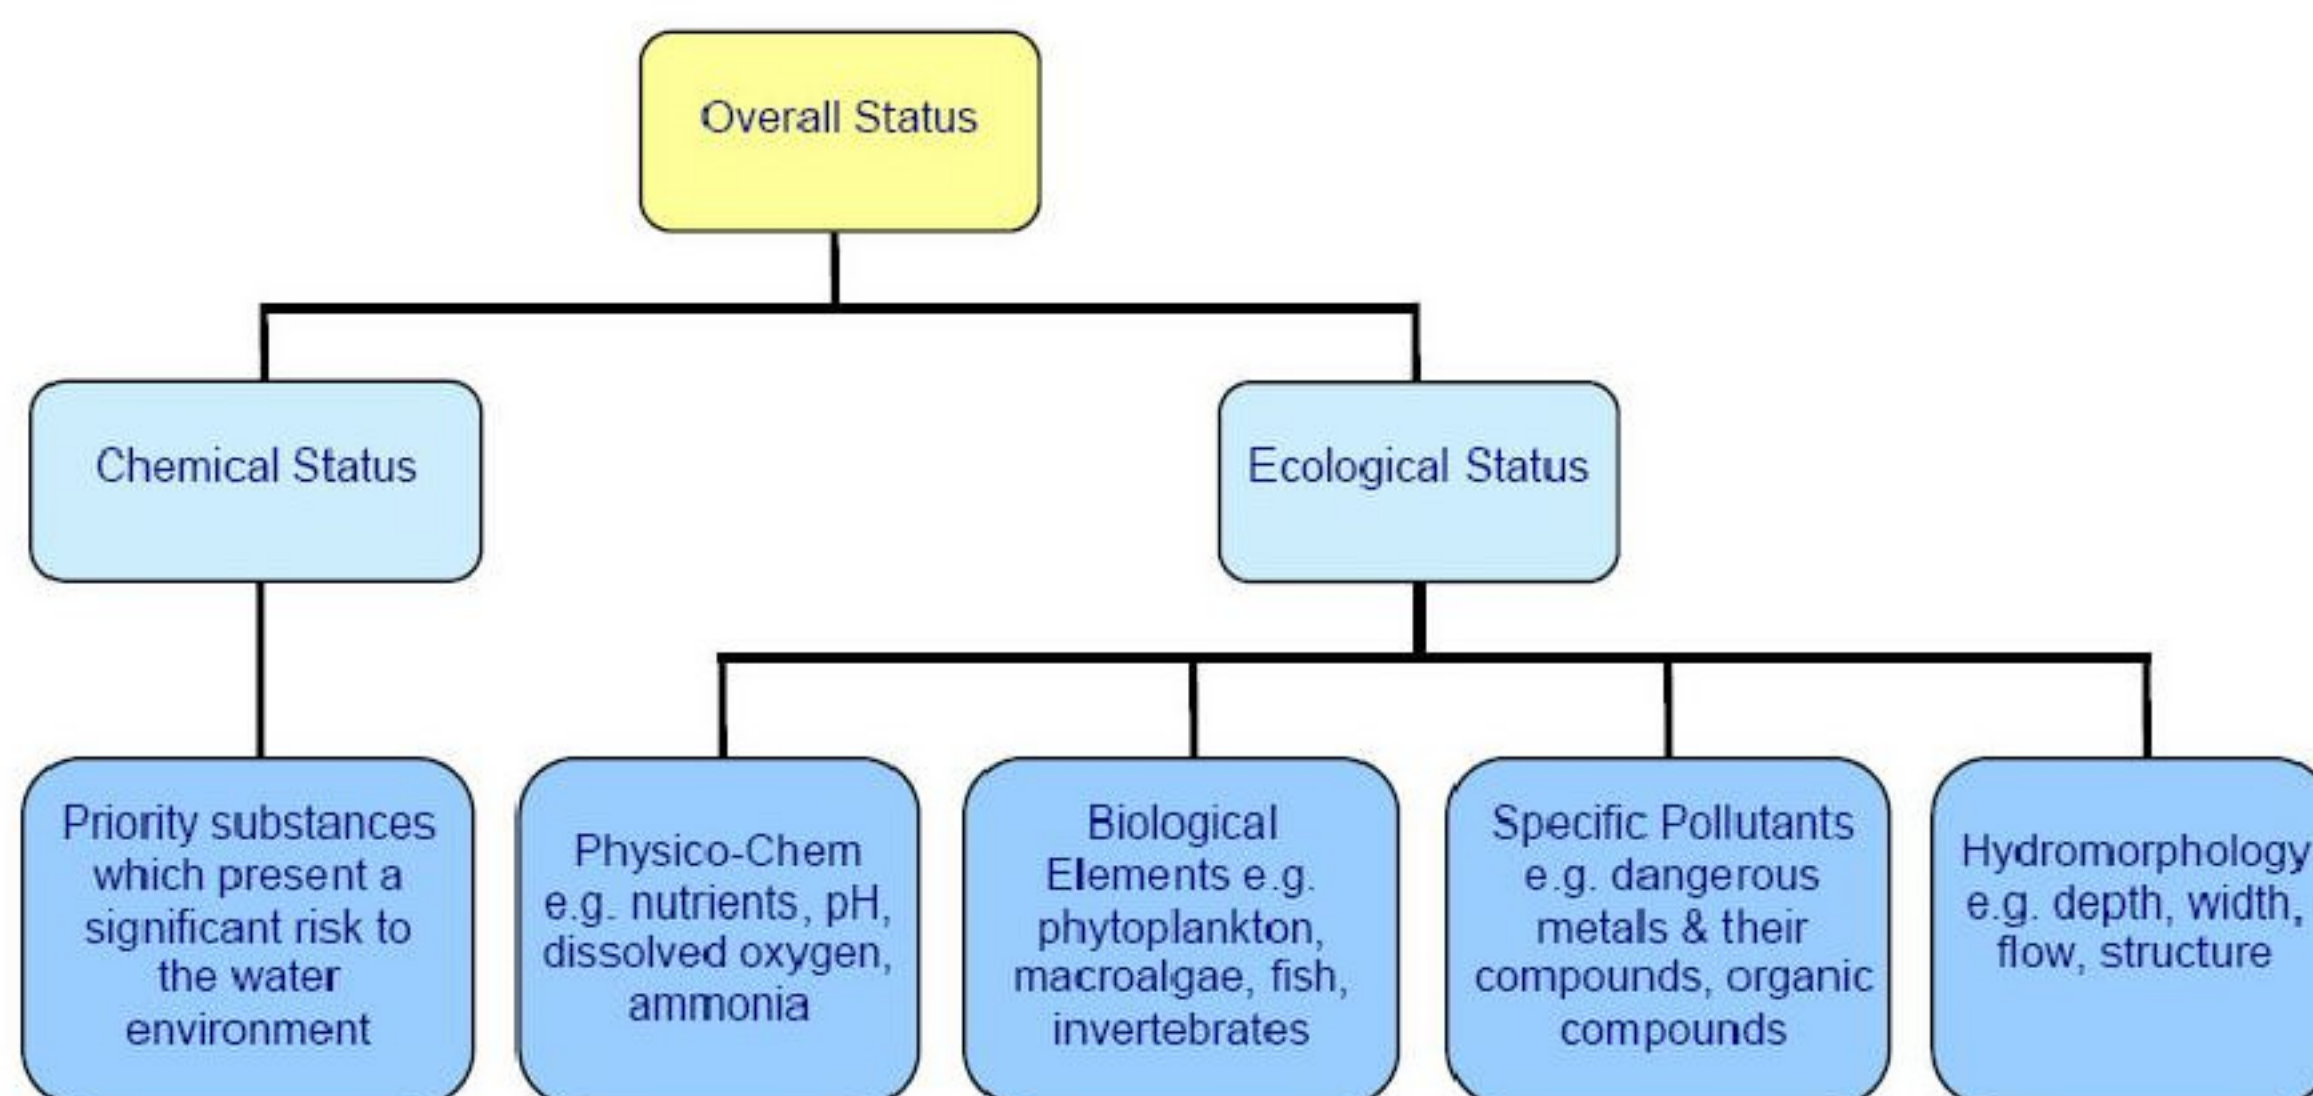 Overall Status
Chemical Status
Ecological Status
Priority substances
which present a
significant risk to
the water
environment
Physico-Chem
e.g. nutrients, pH,
dissolved oxygen,
ammonia
Biological
Elements e.g.
phytoplankton,
macroalgae, fish,
invertebrates
Specific Pollutants
e.g. dangerous
metals & their
compounds, organic
compounds
Hydromorphology
e.g. depth, width,
flow, structure